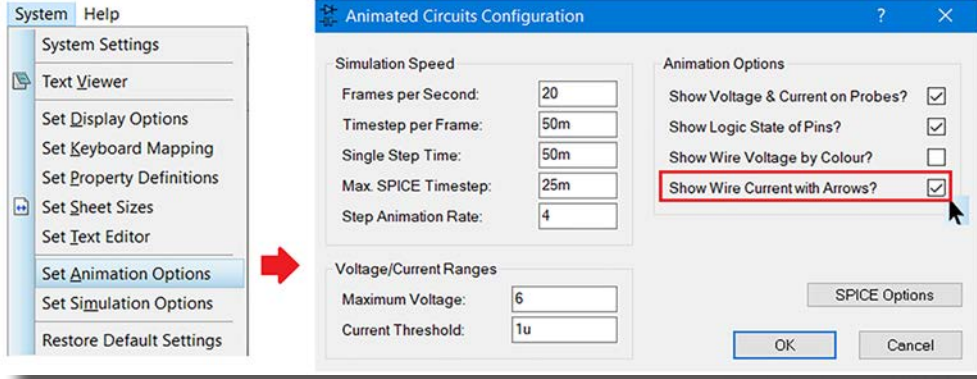 System Help
System Settings
Text Viewer
Set Display Options
Set Keyboard Mapping
Set Property Definitions
Set Sheet Sizes
Set Text Editor
Set Animation Options
Set Simulation Options
Restore Default Settings
Animated Circuits Configuration ? ×
Simulation Speed
Frames per Second: 20
Timestep per Frame: 50m
Single Step Time: 50m
Max. SPICE Timestep: 25m
Step Animation Rate: 4
Voltage/Current Ranges
Maximum Voltage: 6
Current Threshold: 1u
Animation Options
Show Voltage & Current on Probes?
Show Logic State of Pins?
Show Wire Voltage by Colour?
Show Wire Current with Arrows?
SPICE Options
OK Cancel